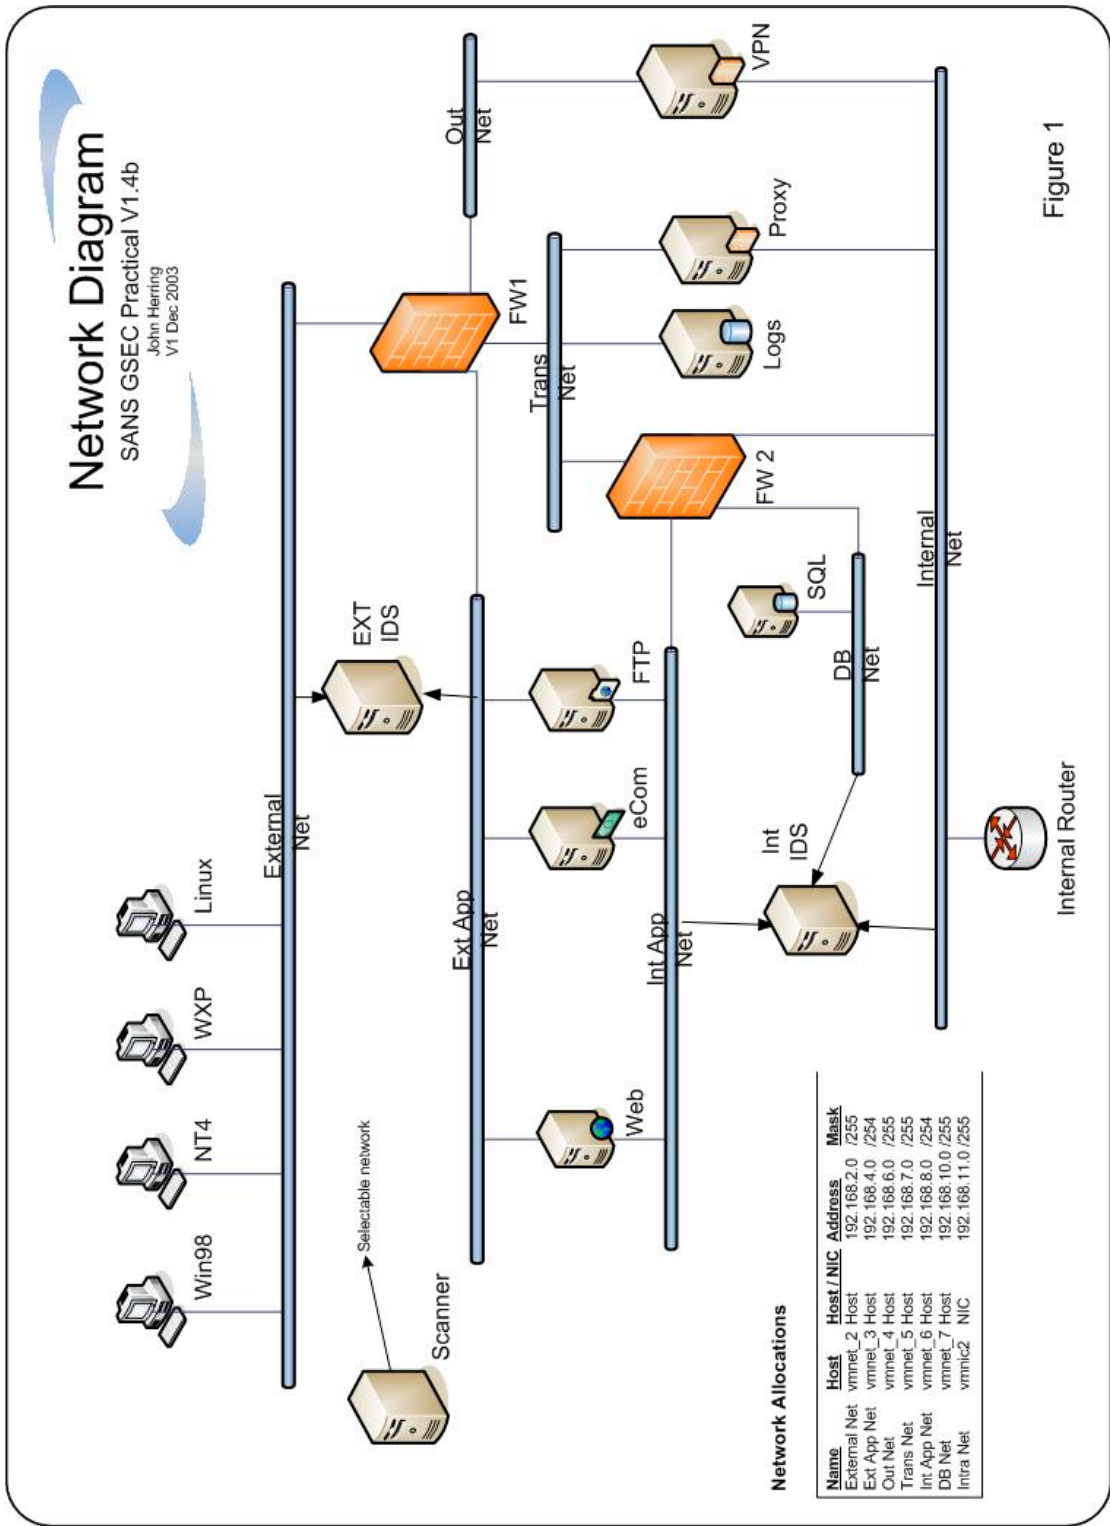 Network Diagram
SANS GSEC Practical V1.4b
John Herring
V1 Dec 2003
Win98
NT4
WXP
Linux
External
Net
Scanner
Selectable network
EXT
IDS
FW1
Out
Net
Ext App
Net
Trans
Net
Web
eCom
FTP
FW 2
Logs
Proxy
VPN
Int App
Net
SQL
DB
Net
Int
IDS
Internal
Net
Internal Router
Figure 1
Network Allocations
Name Host Host / NIC Address Mask
External Net vmnet_2 Host 192.168.2.0 /255
Ext App Net vmnet_3 Host 192.168.4.0 /254
Out Net vmnet_4 Host 192.168.6.0 /255
Trans Net vmnet_5 Host 192.168.7.0 /255
Int App Net vmnet_6 Host 192.168.8.0 /254
DB Net vmnet_7 Host 192.168.10.0 /255
Intra Net vmnic2 NIC 192.168.11.0 /255